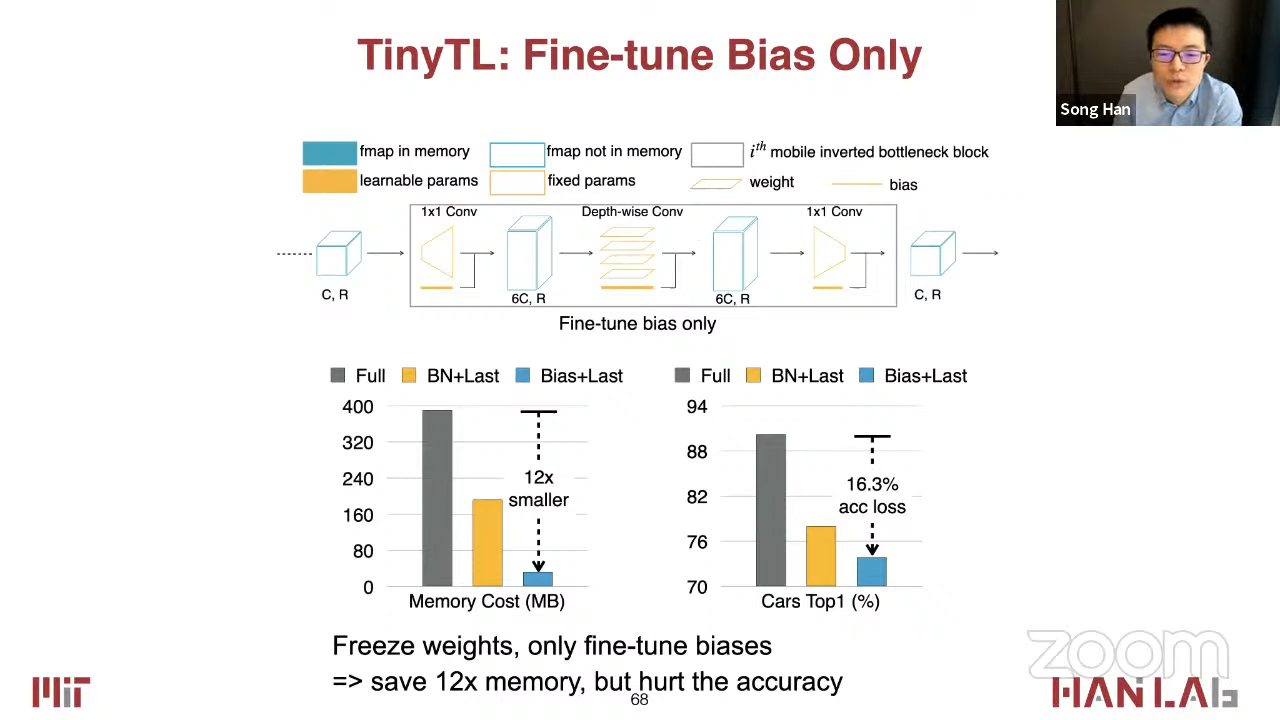 TinyTL: Fine-tune Bias Only
Song Han
fmap in memory
fmap not in memory
i^th mobile inverted bottleneck block
learnable params
fixed params
weight
bias
1x1 Conv
Depth-wise Conv
1x1 Conv
C, R
6C, R
6C, R
C, R
Fine-tune bias only
Full BN+Last Bias+Last
400
320
240
160
80
0
12x
smaller
Memory Cost (MB)
Full BN+Last Bias+Last
94
88
82
76
70
16.3%
acc loss
Cars Top1 (%)
Freeze weights, only fine-tune biases
=> save 12x memory, but hurt the accuracy
68
MIT
zoom
HAN LAb